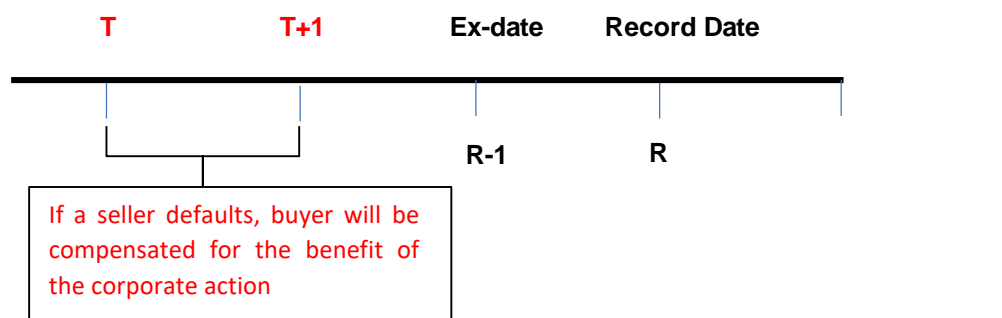 T T+1 Ex-date Record Date
R-1 R
If a seller defaults, buyer will be
compensated for the benefit of
the corporate action